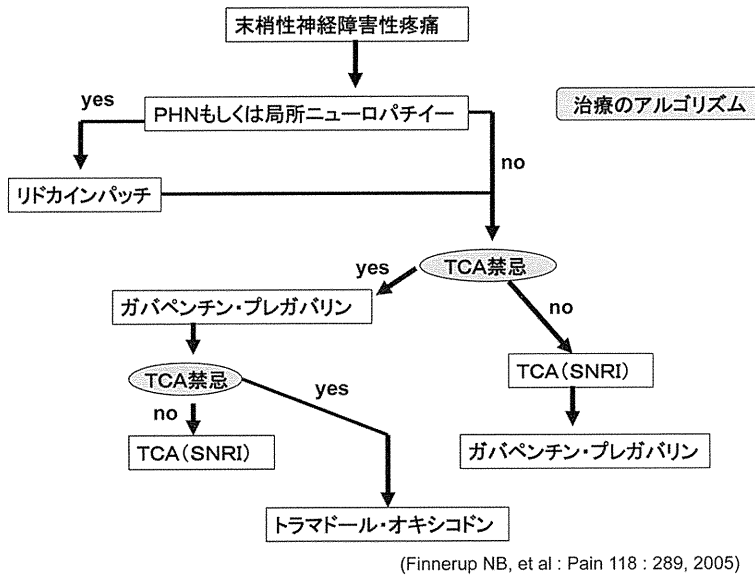 末梢性神経障害性疼痛
yes
PHNもしくは局所ニューロパチイー
治療のアルゴリズム
no
リドカインパッチ
TCA禁忌
yes
no
ガバペンチン・プレガバリン
TCA禁忌
yes
TCA(SNRI)
no
TCA(SNRI)
ガバペンチン・プレガバリン
トラマドール・オキシコドン
(Finnerup NB, et al : Pain 118 : 289, 2005)